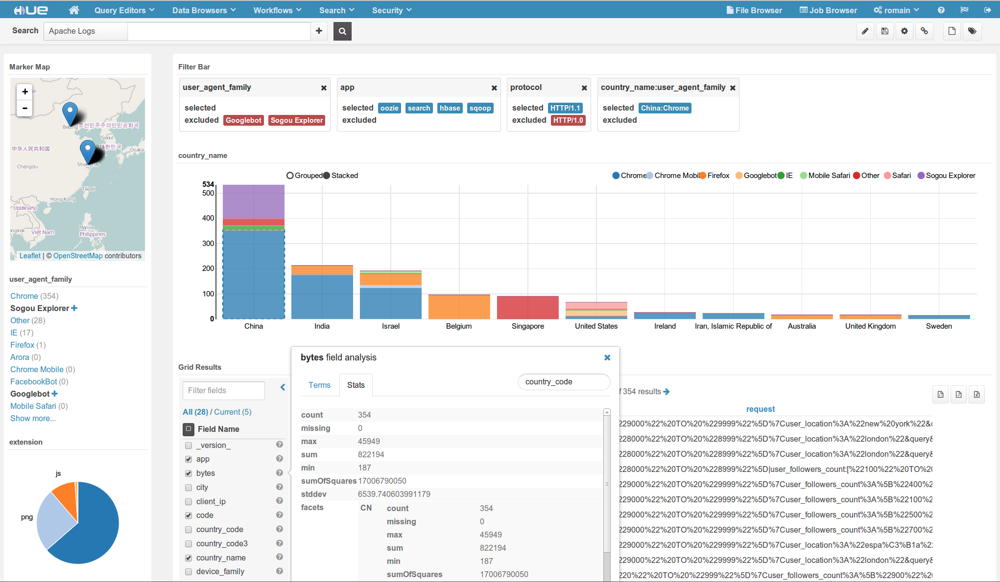 HUE Query Editors Data Browsers Workflows Search Security File Browser Job Browser romain
Search Apache Logs
Marker Map
+
-
Beijing
조선민주주의인민공화국
Seoul
대한민국
Osaka
中华人民共和国
Shanghai
Chengdu
Taipei
Hong Kong
Manila
Việt Nam
Philippines
Leaflet | © OpenStreetMap contributors
user_agent_family
Chrome (354)
Sogou Explorer
Other (28)
IE (17)
Firefox (1)
Arora (0)
Chrome Mobile (0)
FacebookBot (0)
Googlebot
Mobile Safari (0)
Show more...
extension
js
png
Filter Bar
user_agent_family
selected
excluded Googlebot Sogou Explorer
app
selected oozie search hbase sqoop
excluded
protocol
selected HTTP/1.1
excluded HTTP/1.0
country_name:user_agent_family
selected China:Chrome
excluded
country_name
Grouped Stacked
Chrome Chrome Mobil Firefox Googlebot IE Mobile Safari Other Safari Sogou Explorer
534
500
400
300
200
100
0
China India Israel Belgium Singapore United States Ireland Iran, Islamic Republic of Australia United Kingdom Sweden
Grid Results
Filter fields
All (28) / Current (5)
Field Name
_version_
app
bytes
city
client_ip
code
country_code
country_code3
country_name
device_family
bytes field analysis
Terms Stats country_code
count 354
missing 0
max 45949
sum 822194
min 187
sumOfSquares 17006790050
stddev 6539.740603991179
facets CN count 354
missing 0
max 45949
sum 822194
min 187
sumOfSquares 17006790050
f 354 results
request
229000%22%20TO%20%229999%22%5D%7Cuser_location%3A%22new%20york%22&
228000%22%20TO%20%228999%22%5D%7Cuser_location%3A%22london%22&query&
228000%22%20TO%20%228999%22%5D%7Cuser_location%3A%22london%22&query&
228000%22%20TO%20%228999%22%5D|user_followers_count:[%22100%22%20TO%20
229000%22%20TO%20%229999%22%5D%7Cuser_followers_count%3A%5B%22400%2
229000%22%20TO%20%229999%22%5D%7Cuser_followers_count%3A%5B%22100%2
229000%22%20TO%20%229999%22%5D%7Cuser_followers_count%3A%5B%22500%2
229000%22%20TO%20%229999%22%5D%7Cuser_followers_count%3A%5B%22700%2
229000%22%20TO%20%229999%22%5D%7Cuser_location%3A%22espa%C3%B1a%22
229000%22%20TO%20%229999%22%5D%7Cuser_location%3A%22london%22&query&
220%22%20TO%20%22999%22%5D%7Cuser_followers_count%3A%5B%22900%22%20